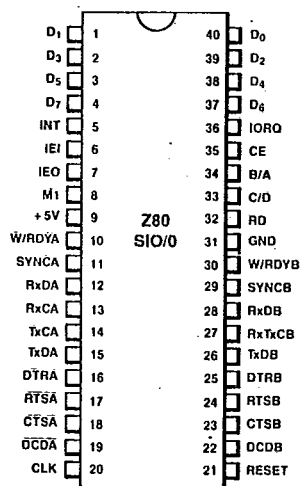 D1 1 40 D0
D3 2 39 D2
D5 3 38 D4
D7 4 37 D6
INT 5 36 IORQ
IEI 6 35 CE
IEO 7 34 B/A
M1 8 33 C/D
+5V 9 32 RD
Z80
SIO/0
W/RDYA 10 31 GND
SYNCA 11 30 W/RDYB
RxDA 12 29 SYNCB
RxCA 13 28 RxDB
TxCA 14 27 RxTxCB
TxDA 15 26 TxDB
DTRA 16 25 DTRB
RTSA 17 24 RTSB
CTSA 18 23 CTSB
DCDA 19 22 DCDB
CLK 20 21 RESET